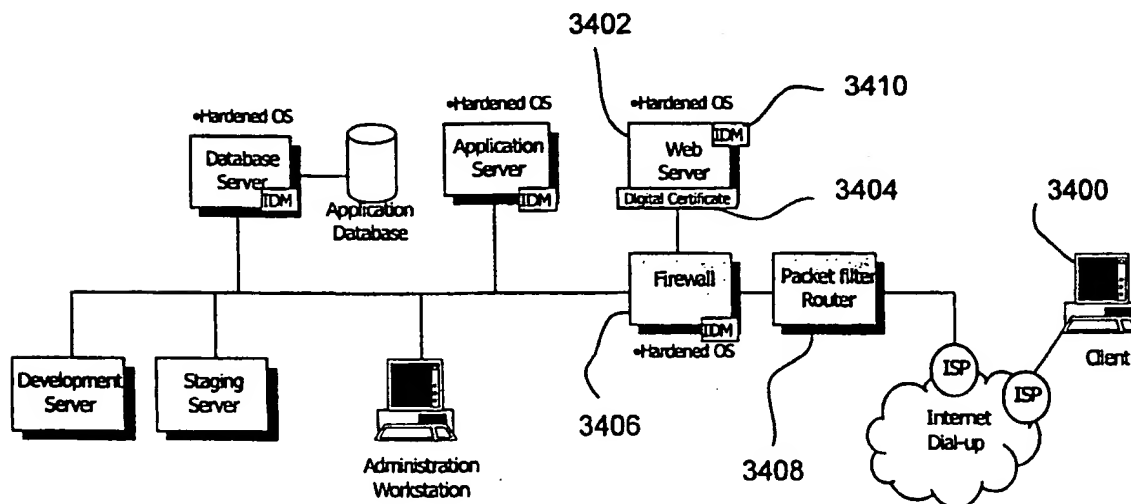 3402
3410
•Hardened OS
•Hardened OS
•Hardened OS
Database
Server
IDM
Application
Database
Application
Server
IDM
Web
Server
IDM
Digital Certificate
3404
3400
Firewall
IDM
•Hardened OS
Packet filter
Router
Client
ISP
ISP
Internet
Dial-up
Development
Server
Staging
Server
Administration
Workstation
3406
3408